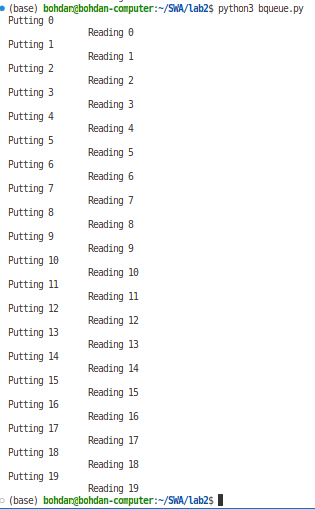 (base) bohdan@bohdan-computer:~/SWA/lab2$ python3 bqueue.py
Putting 0
Reading 0
Putting 1
Reading 1
Putting 2
Reading 2
Putting 3
Reading 3
Putting 4
Reading 4
Putting 5
Reading 5
Putting 6
Reading 6
Putting 7
Reading 7
Putting 8
Reading 8
Putting 9
Reading 9
Putting 10
Reading 10
Putting 11
Reading 11
Putting 12
Reading 12
Putting 13
Reading 13
Putting 14
Reading 14
Putting 15
Reading 15
Putting 16
Reading 16
Putting 17
Reading 17
Putting 18
Reading 18
Putting 19
Reading 19
(base) bohdan@bohdan-computer:~/SWA/lab2$